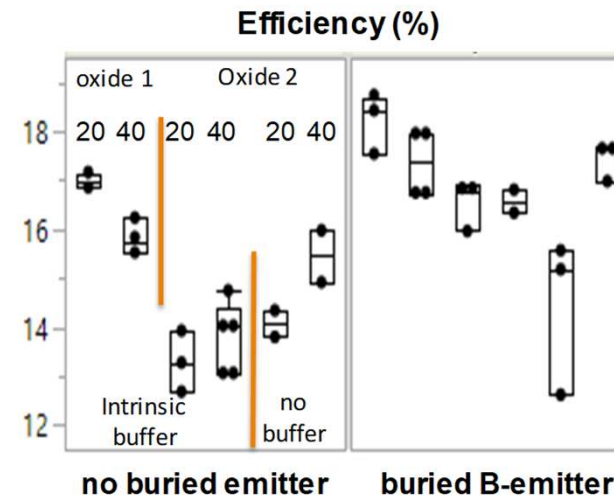 Efficiency (%)
oxide 1 Oxide 2
18 20 40 20 40 20 40
16
14
12
Intrinsic
buffer
no
buffer
no buried emitter buried B-emitter